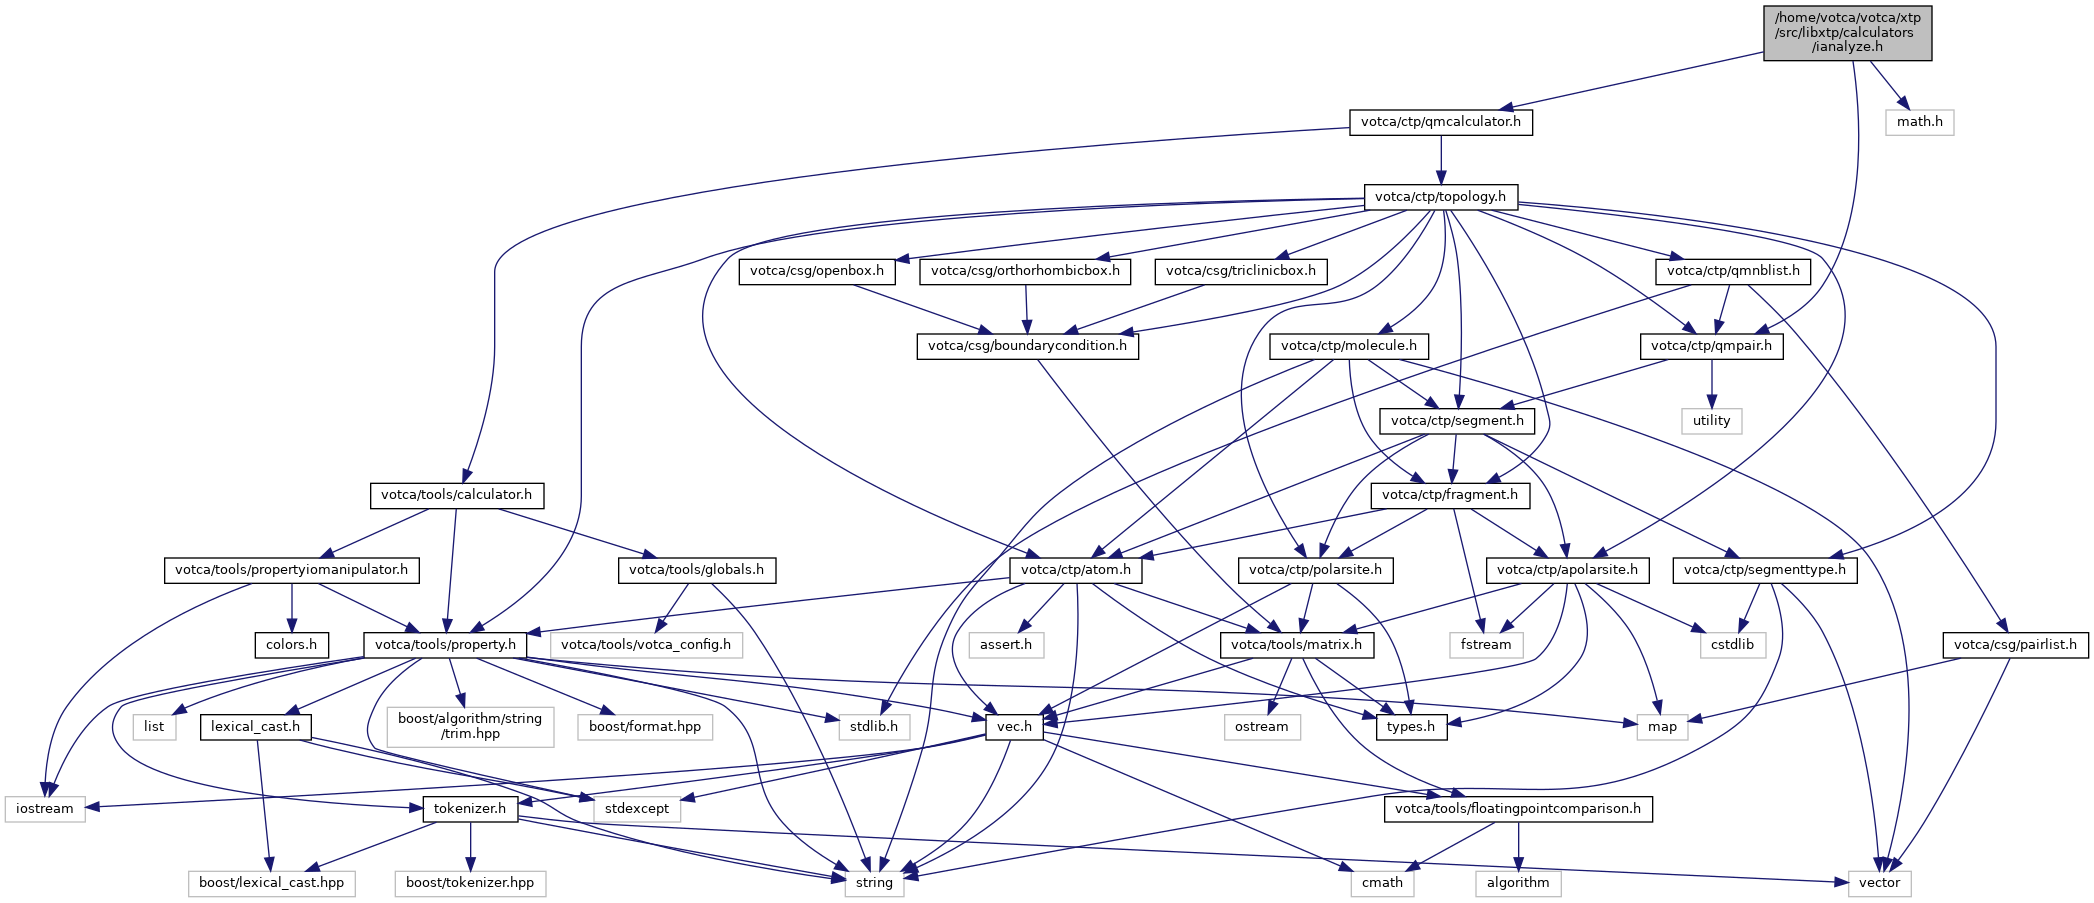 /home/votca/votca/xtp
/src/libxtp/calculators
/ianalyze.h
votca/ctp/qmcalculator.h
math.h
votca/ctp/topology.h
votca/csg/openbox.h
votca/csg/orthorhombicbox.h
votca/csg/triclinicbox.h
votca/ctp/qmnblist.h
votca/csg/boundarycondition.h
votca/ctp/molecule.h
votca/ctp/qmpair.h
votca/ctp/segment.h
utility
votca/tools/calculator.h
votca/ctp/fragment.h
votca/tools/propertyiomanipulator.h
votca/tools/globals.h
votca/ctp/atom.h
votca/ctp/polarsite.h
votca/ctp/apolarsite.h
votca/ctp/segmenttype.h
colors.h
votca/tools/property.h
votca/tools/votca_config.h
assert.h
votca/tools/matrix.h
fstream
cstdlib
votca/csg/pairlist.h
list
lexical_cast.h
boost/algorithm/string
/trim.hpp
boost/format.hpp
stdlib.h
vec.h
ostream
types.h
map
iostream
tokenizer.h
stdexcept
votca/tools/floatingpointcomparison.h
boost/lexical_cast.hpp
boost/tokenizer.hpp
string
cmath
algorithm
vector